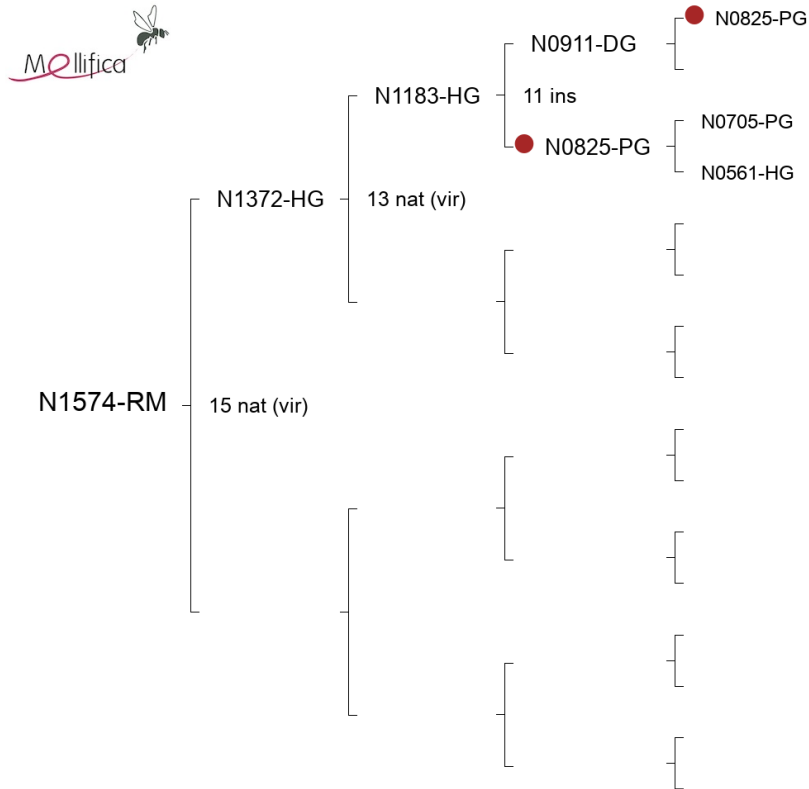 Mellifica
N0825-PG
N0911-DG
N1183-HG
11 ins
N0705-PG
N0825-PG
N0561-HG
N1372-HG
13 nat (vir)
N1574-RM
15 nat (vir)